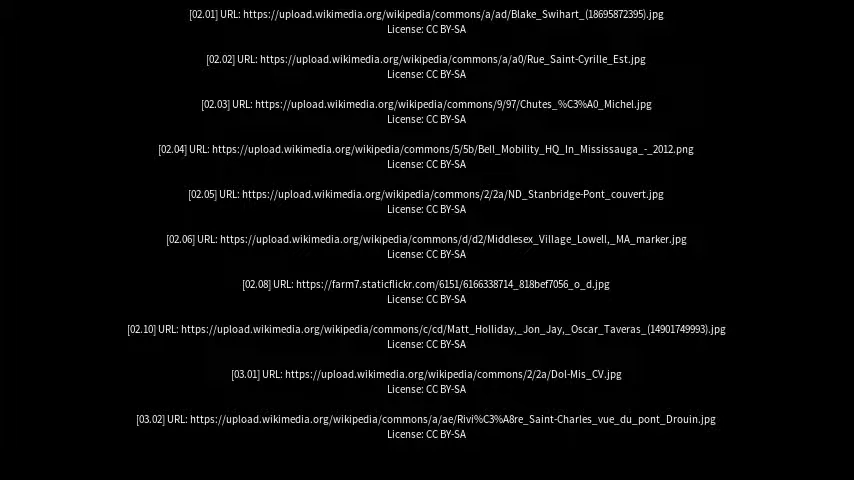 [02.01] URL: https://upload.wikimedia.org/wikipedia/commons/a/ad/Blake_Swihart_(18695872395).jpg
License: CC BY-SA
[02.02] URL: https://upload.wikimedia.org/wikipedia/commons/a/a0/Rue_Saint-Cyrille_Est.jpg
License: CC BY-SA
[02.03] URL: https://upload.wikimedia.org/wikipedia/commons/9/97/Chutes_%C3%A0_Michel.jpg
License: CC BY-SA
[02.04] URL: https://upload.wikimedia.org/wikipedia/commons/5/5b/Bell_Mobility_HQ_In_Mississauga_-_2012.png
License: CC BY-SA
[02.05] URL: https://upload.wikimedia.org/wikipedia/commons/2/2a/ND_Stanbridge-Pont_couvert.jpg
License: CC BY-SA
[02.06] URL: https://upload.wikimedia.org/wikipedia/commons/d/d2/Middlesex_Village_Lowell,_MA_marker.jpg
License: CC BY-SA
[02.08] URL: https://farm7.staticflickr.com/6151/6166338714_818bef7056_o_d.jpg
License: CC BY-SA
[02.10] URL: https://upload.wikimedia.org/wikipedia/commons/c/cd/Matt_Holliday,_Jon_Jay,_Oscar_Taveras_(14901749993).jpg
License: CC BY-SA
[03.01] URL: https://upload.wikimedia.org/wikipedia/commons/2/2a/Dol-Mis_CV.jpg
License: CC BY-SA
[03.02] URL: https://upload.wikimedia.org/wikipedia/commons/a/ae/Rivi%C3%A8re_Saint-Charles_vue_du_pont_Drouin.jpg
License: CC BY-SA